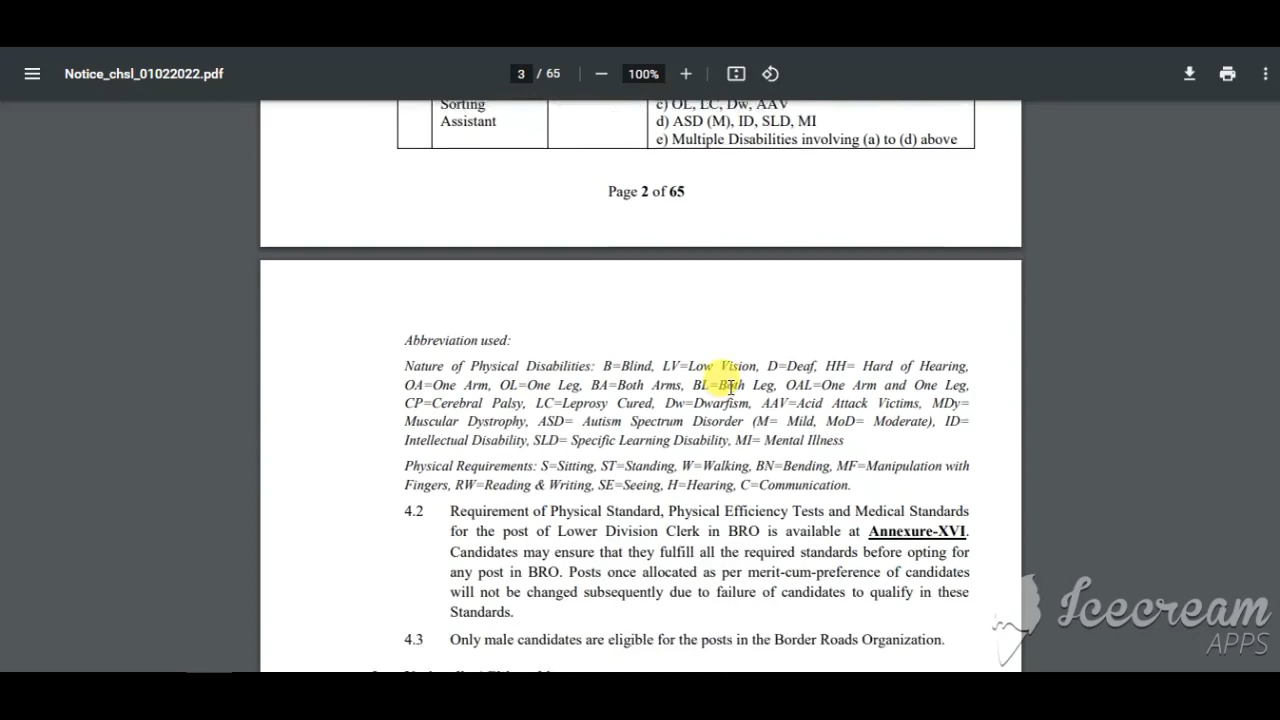 Notice_chsl_01022022.pdf
3 / 65
100%
Sorting
Assistant
c) OL, LC, Dw, AAV
d) ASD (M), ID, SLD, MI
e) Multiple Disabilities involving (a) to (d) above
Page 2 of 65
Abbreviation used:
Nature of Physical Disabilities: B=Blind, LV=Low Vision, D=Deaf, HH= Hard of Hearing,
OA=One Arm, OL=One Leg, BA=Both Arms, BL=Both Leg, OAL=One Arm and One Leg,
CP=Cerebral Palsy, LC=Leprosy Cured, Dw=Dwarfism, AAV=Acid Attack Victims, MDy=
Muscular Dystrophy, ASD= Autism Spectrum Disorder (M= Mild, MoD= Moderate), ID=
Intellectual Disability, SLD= Specific Learning Disability, MI= Mental Illness
Physical Requirements: S=Sitting, ST=Standing, W=Walking, BN=Bending, MF=Manipulation with
Fingers, RW=Reading & Writing, SE=Seeing, H=Hearing, C=Communication.
4.2 Requirement of Physical Standard, Physical Efficiency Tests and Medical Standards
for the post of Lower Division Clerk in BRO is available at Annexure-XVI.
Candidates may ensure that they fulfill all the required standards before opting for
any post in BRO. Posts once allocated as per merit-cum-preference of candidates
will not be changed subsequently due to failure of candidates to qualify in these
Standards.
4.3 Only male candidates are eligible for the posts in the Border Roads Organization.
Icecream
APPS